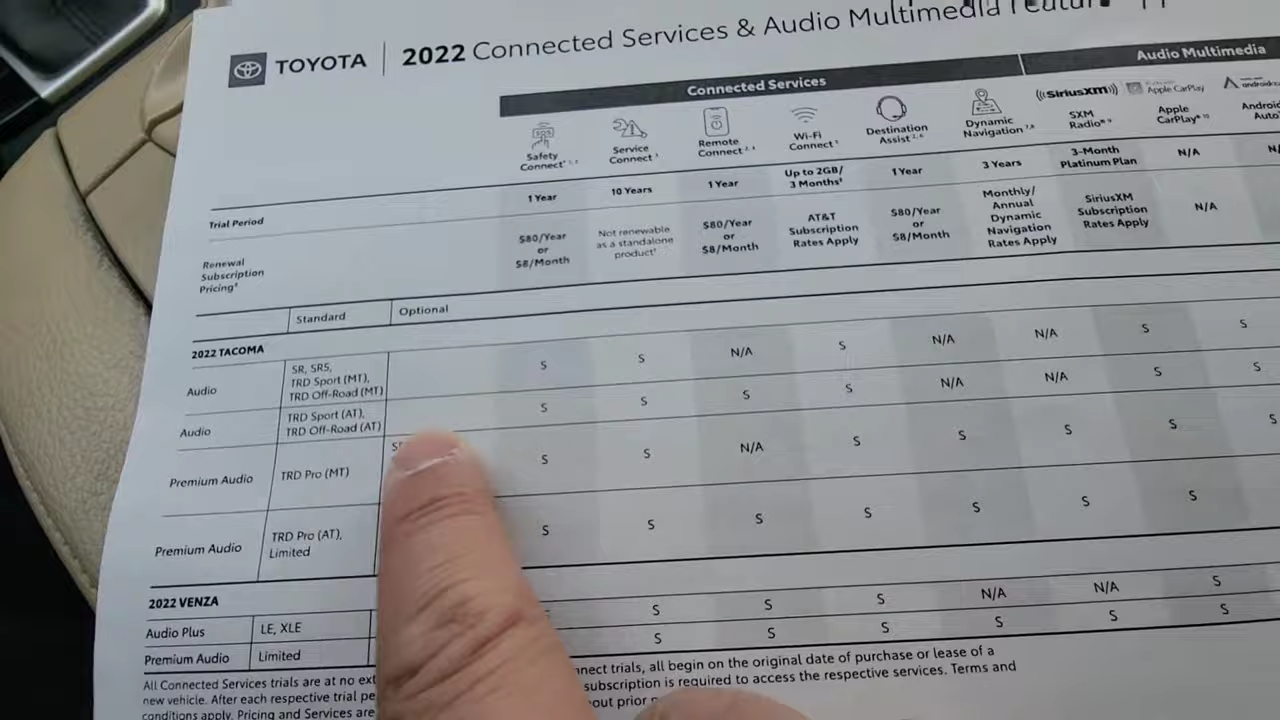 TOYOTA 2022 Connected Services & Audio Multimedia
Connected Services Audio Multimedia
SOS
Safety Connect 1, 2
Service Connect
Remote Connect
Wi-Fi Connect
Destination Assist
Dynamic Navigation
((SiriusXM)) SXM Radio
Apple CarPlay Apple CarPlay
androidauto Android Auto
Trial Period 1 Year 10 Years 1 Year Up to 2GB/ 3 Months 1 Year 3 Years 3-Month Platinum Plan N/A
Renewal Subscription Pricing $80/Year or $8/Month Not renewable as a standalone product $80/Year or $8/Month AT&T Subscription Rates Apply $80/Year or $8/Month Monthly/ Annual Dynamic Navigation Rates Apply SiriusXM Subscription Rates Apply N/A
Standard Optional
2022 TACOMA
Audio SR, SR5, TRD Sport (MT), TRD Off-Road (MT) S S N/A S N/A N/A S S
Audio TRD Sport (AT), TRD Off-Road (AT) S S S S N/A N/A S S
Premium Audio TRD Pro (MT) S S N/A S S S S S
Premium Audio TRD Pro (AT), Limited S S S S S S S
2022 VENZA
Audio Plus LE, XLE S S S S N/A N/A S
Premium Audio Limited S S S S S S
All Connected Services trials are at no nnect trials, all begin on the original date of purchase or lease of a
new vehicle. After each respective trial subscription is required to access the respective services. Terms and
conditions apply. Pricing and Services are out prior